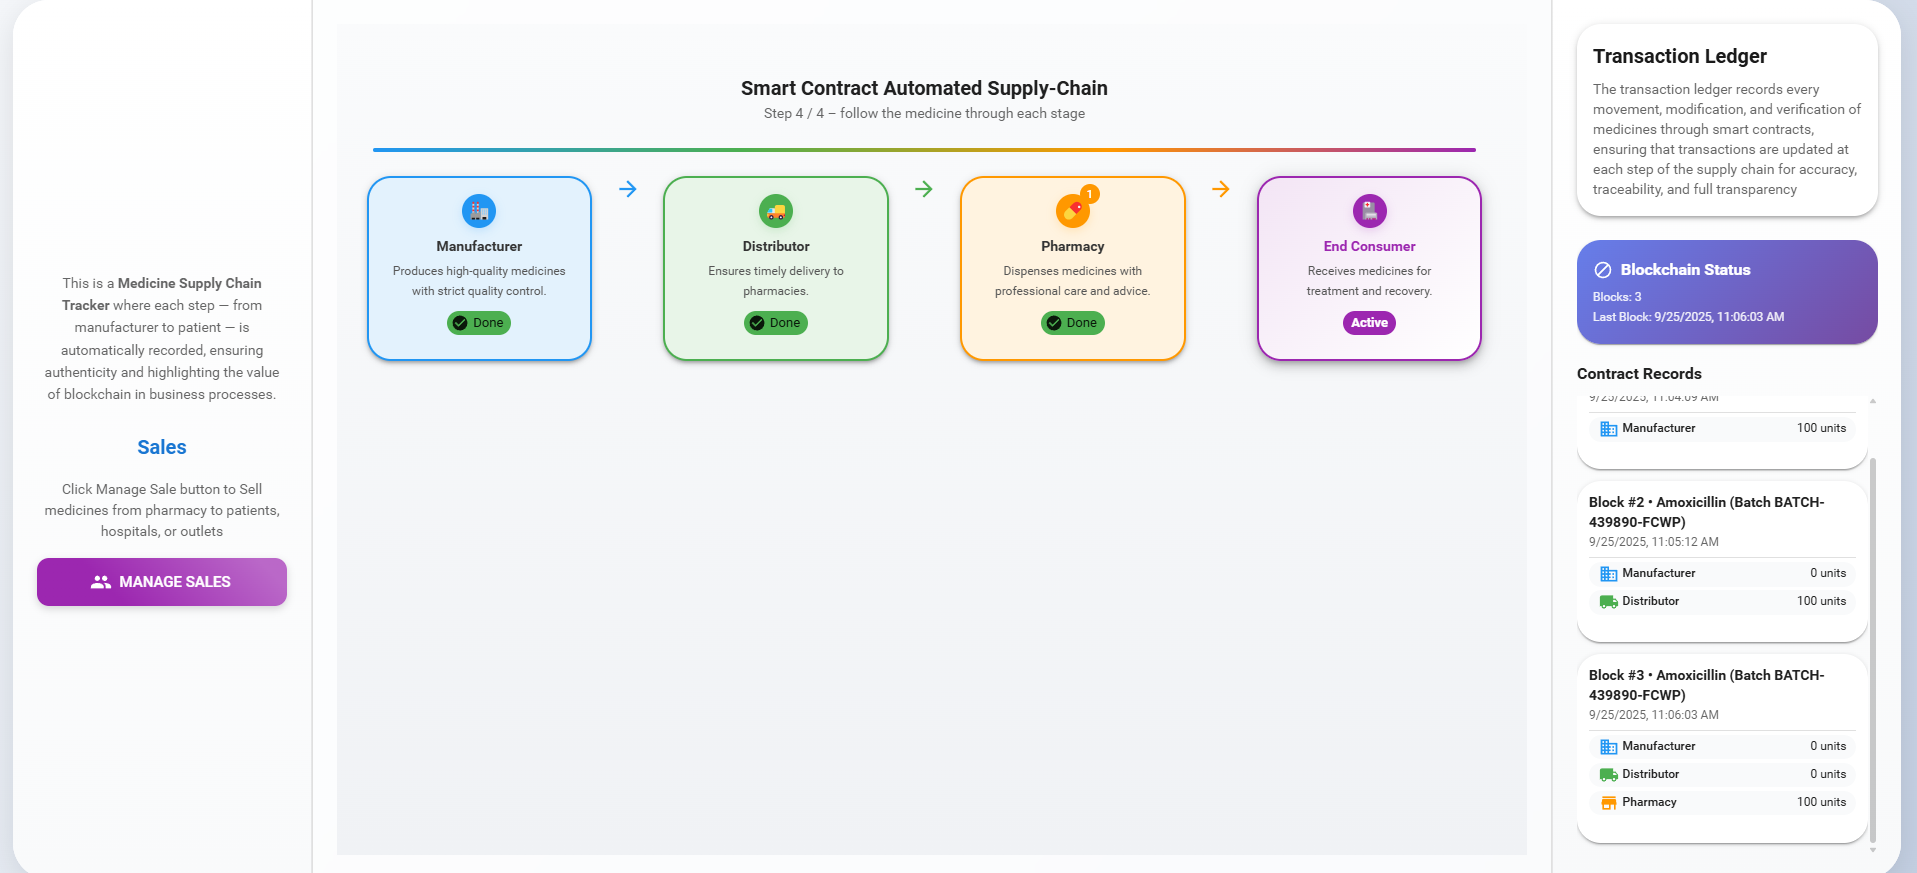 This is a Medicine Supply Chain
Tracker where each step — from
manufacturer to patient — is
automatically recorded, ensuring
authenticity and highlighting the value
of blockchain in business processes.
Sales
Click Manage Sale button to Sell
medicines from pharmacy to patients,
hospitals, or outlets
MANAGE SALES
Smart Contract Automated Supply-Chain
Step 4 / 4 – follow the medicine through each stage
Manufacturer
Produces high-quality medicines
with strict quality control.
Done
Distributor
Ensures timely delivery to
pharmacies.
Done
1
Pharmacy
Dispenses medicines with
professional care and advice.
Done
End Consumer
Receives medicines for
treatment and recovery.
Active
Transaction Ledger
The transaction ledger records every
movement, modification, and verification of
medicines through smart contracts,
ensuring that transactions are updated at
each step of the supply chain for accuracy,
traceability, and full transparency
Blockchain Status
Blocks: 3
Last Block: 9/25/2025, 11:06:03 AM
Contract Records
9/25/2025, 11:04:09 AM
Manufacturer 100 units
Block #2 • Amoxicillin (Batch BATCH-
439890-FCWP)
9/25/2025, 11:05:12 AM
Manufacturer 0 units
Distributor 100 units
Block #3 • Amoxicillin (Batch BATCH-
439890-FCWP)
9/25/2025, 11:06:03 AM
Manufacturer 0 units
Distributor 0 units
Pharmacy 100 units